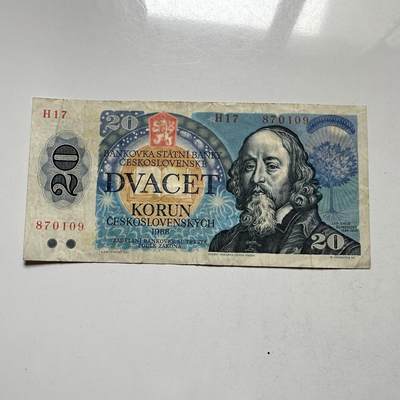 H17
20
H17 870109
BANKOVKA STÁTNÍ BANKY
ČESKOSLOVENSKÉ
20
DVACET
KORUN
ČESKOSLOVENSKÝCH
870109
1988
20